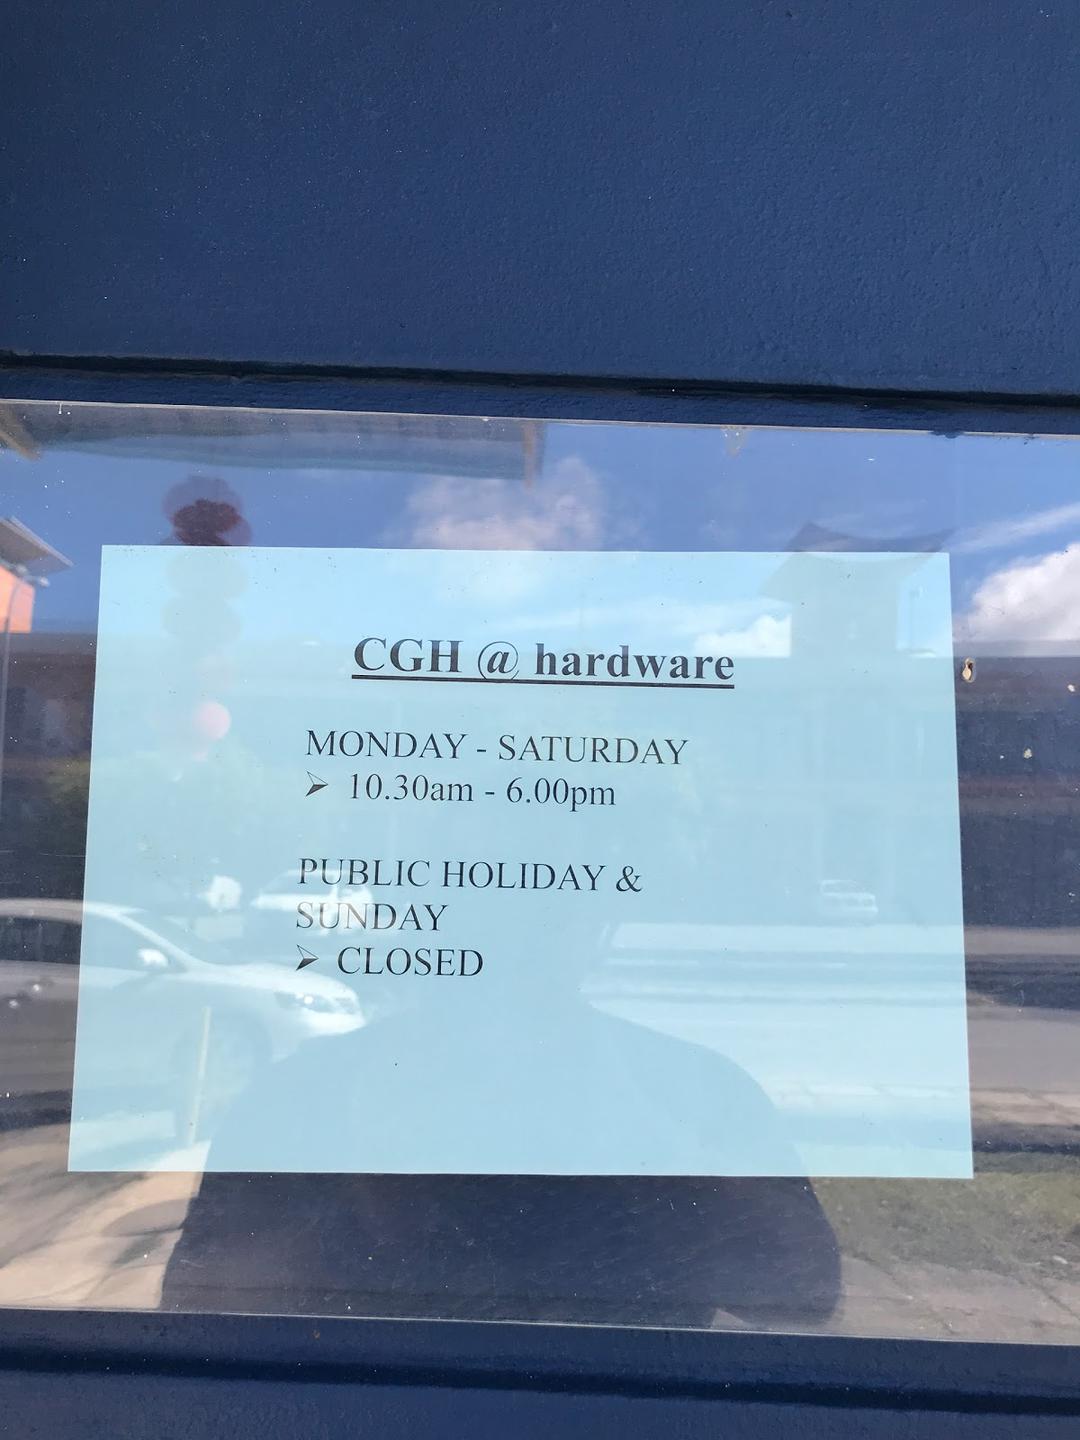 CGH @ hardware
MONDAY - SATURDAY
➢ 10.30am - 6.00pm
PUBLIC HOLIDAY &
SUNDAY
➢ CLOSED